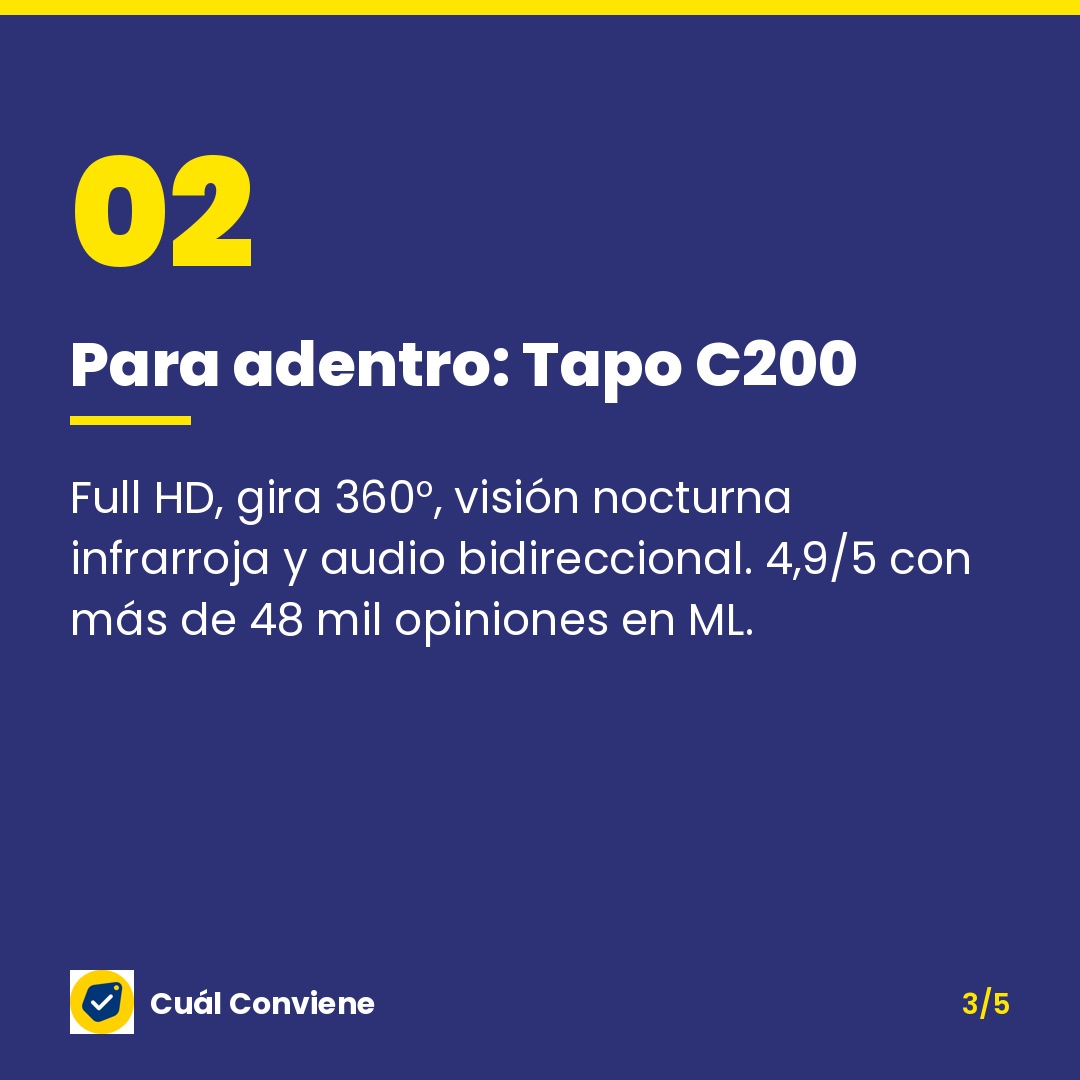 02
Para adentro: Tapo C200
Full HD, gira 360º, visión nocturna
infrarroja y audio bidireccional. 4,9/5 con
más de 48 mil opiniones en ML.
Cuál Conviene
3/5